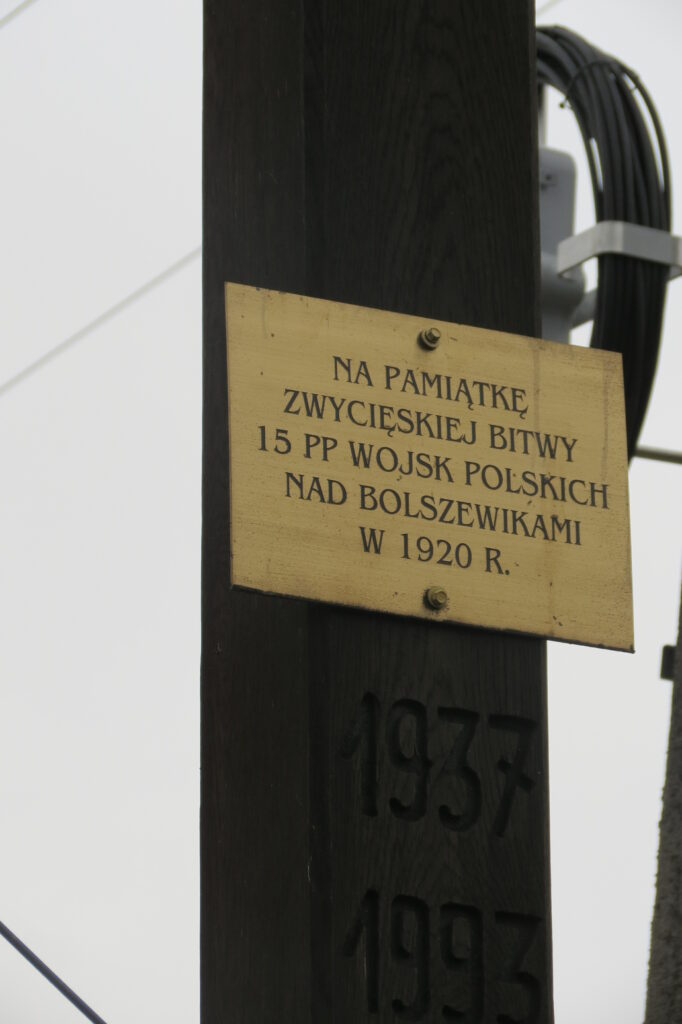 NA PAMIĄTKĘ
ZWYCIĘSKIEJ BITWY
15 PP WOJSK POLSKICH
NAD BOLSZEWIKAMI
W 1920 R.
1937
1993